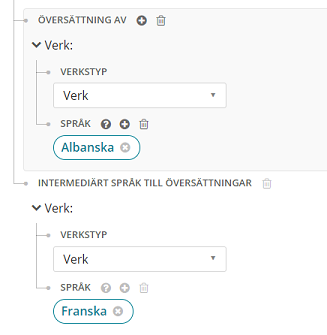 ÖVERSÄTTNING AV
Verk:
VERKSTYP
Verk
SPRÅK
Albanska
INTERMEDIÄRT SPRÅK TILL ÖVERSÄTTNINGAR
Verk:
VERKSTYP
Verk
SPRÅK
Franska